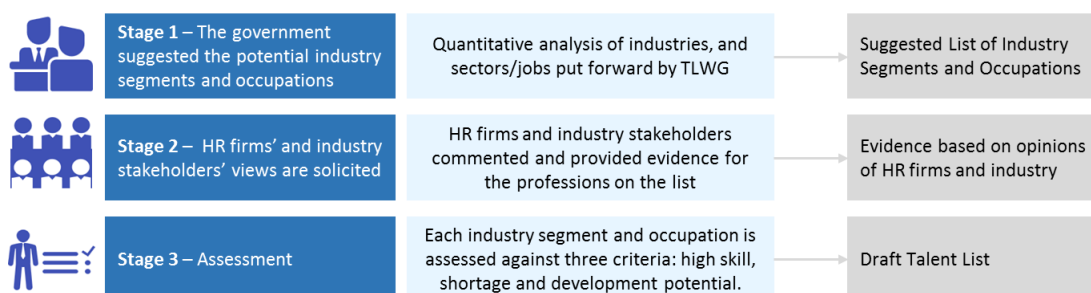 Stage 1 – The government
suggested the potential industry
segments and occupations
Quantitative analysis of industries, and
sectors/jobs put forward by TLWG
Suggested List of Industry
Segments and Occupations
Stage 2 – HR firms’ and industry
stakeholders’ views are solicited
HR firms and industry stakeholders
commented and provided evidence for
the professions on the list
Evidence based on opinions
of HR firms and industry
Stage 3 – Assessment
Each industry segment and occupation is
assessed against three criteria: high skill,
shortage and development potential.
Draft Talent List